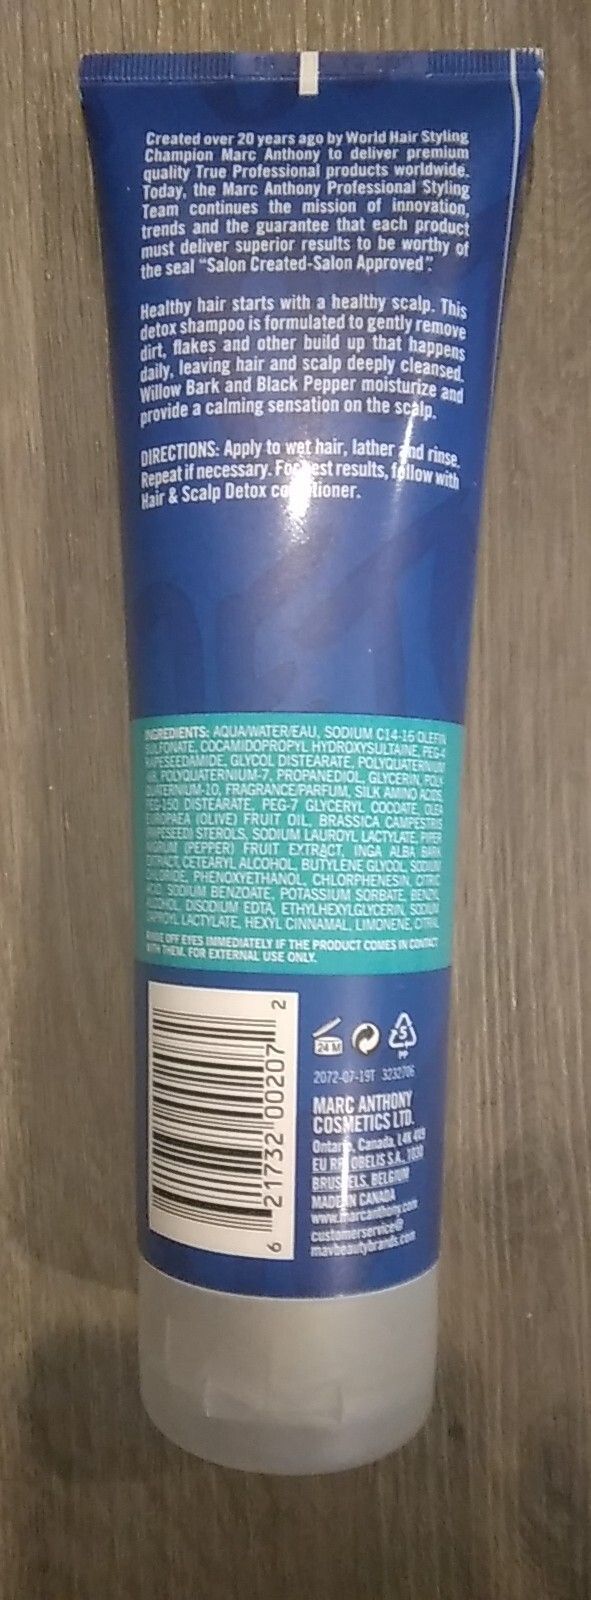 Created over 20 years ago by World Hair Styling
Champion Marc Anthony to deliver premium
quality True Professional products worldwide.
Today, the Marc Anthony Professional Styling
Team continues the mission of innovation,
trends and the guarantee that each product
must deliver superior results to be worthy of
the seal "Salon Created-Salon Approved".
Healthy hair starts with a healthy scalp. This
detox shampoo is formulated to gently remove
dirt, flakes and other build up that happens
daily, leaving hair and scalp deeply cleansed.
Willow Bark and Black Pepper moisturize and
provide a calming sensation on the scalp.
DIRECTIONS: Apply to wet hair, lather and rinse.
Repeat if necessary. For best results, follow with
Hair & Scalp Detox conditioner.
INGREDIENTS: AQUA/WATER/EAU, SODIUM C14-16 OLEFIN
SULFONATE, COCAMIDOPROPYL HYDROXYSULTAINE, PEG-4
RAPESEEDAMIDE, GLYCOL DISTEARATE, POLYQUATERNIUM
POLYQUATERNIUM-7, PROPANEDIOL, GLYCERIN, POLY
QUATERNIUM-10, FRAGRANCE/PARFUM, SILK AMINO ACIDS,
PEG-150 DISTEARATE, PEG-7 GLYCERYL COCOATE, OLEA
EUROPAEA (OLIVE) FRUIT OIL, BRASSICA CAMPESTRIS
(RAPESEED) STEROLS, SODIUM LAUROYL LACTYLATE, PIPER
NIGRUM (PEPPER) FRUIT EXTRACT, INGA ALBA BARK
EXTRACT, CETEARYL ALCOHOL, BUTYLENE GLYCOL, SODIUM
CHLORIDE, PHENOXYETHANOL, CHLORPHENESIN, CITRIC
ACID, SODIUM BENZOATE, POTASSIUM SORBATE, BENZYL
ALCOHOL, DISODIUM EDTA, ETHYLHEXYLGLYCERIN, SODIUM
CAPROYL LACTYLATE, HEXYL CINNAMAL, LIMONENE, CITRAL
RINSE OFF EYES IMMEDIATELY IF THE PRODUCT COMES IN CONTACT
WITH THEM. FOR EXTERNAL USE ONLY.
6 21732 00207 2
24 M
5
PP
2072-07-19T 3232706
MARC ANTHONY
COSMETICS LTD.
Ontario, Canada, L4K 4T9
EU RP: OBELIS S.A., 1030
BRUSSELS, BELGIUM
MADE IN CANADA
www.marcanthony.com
customerservice@
mavbeautybrands.com